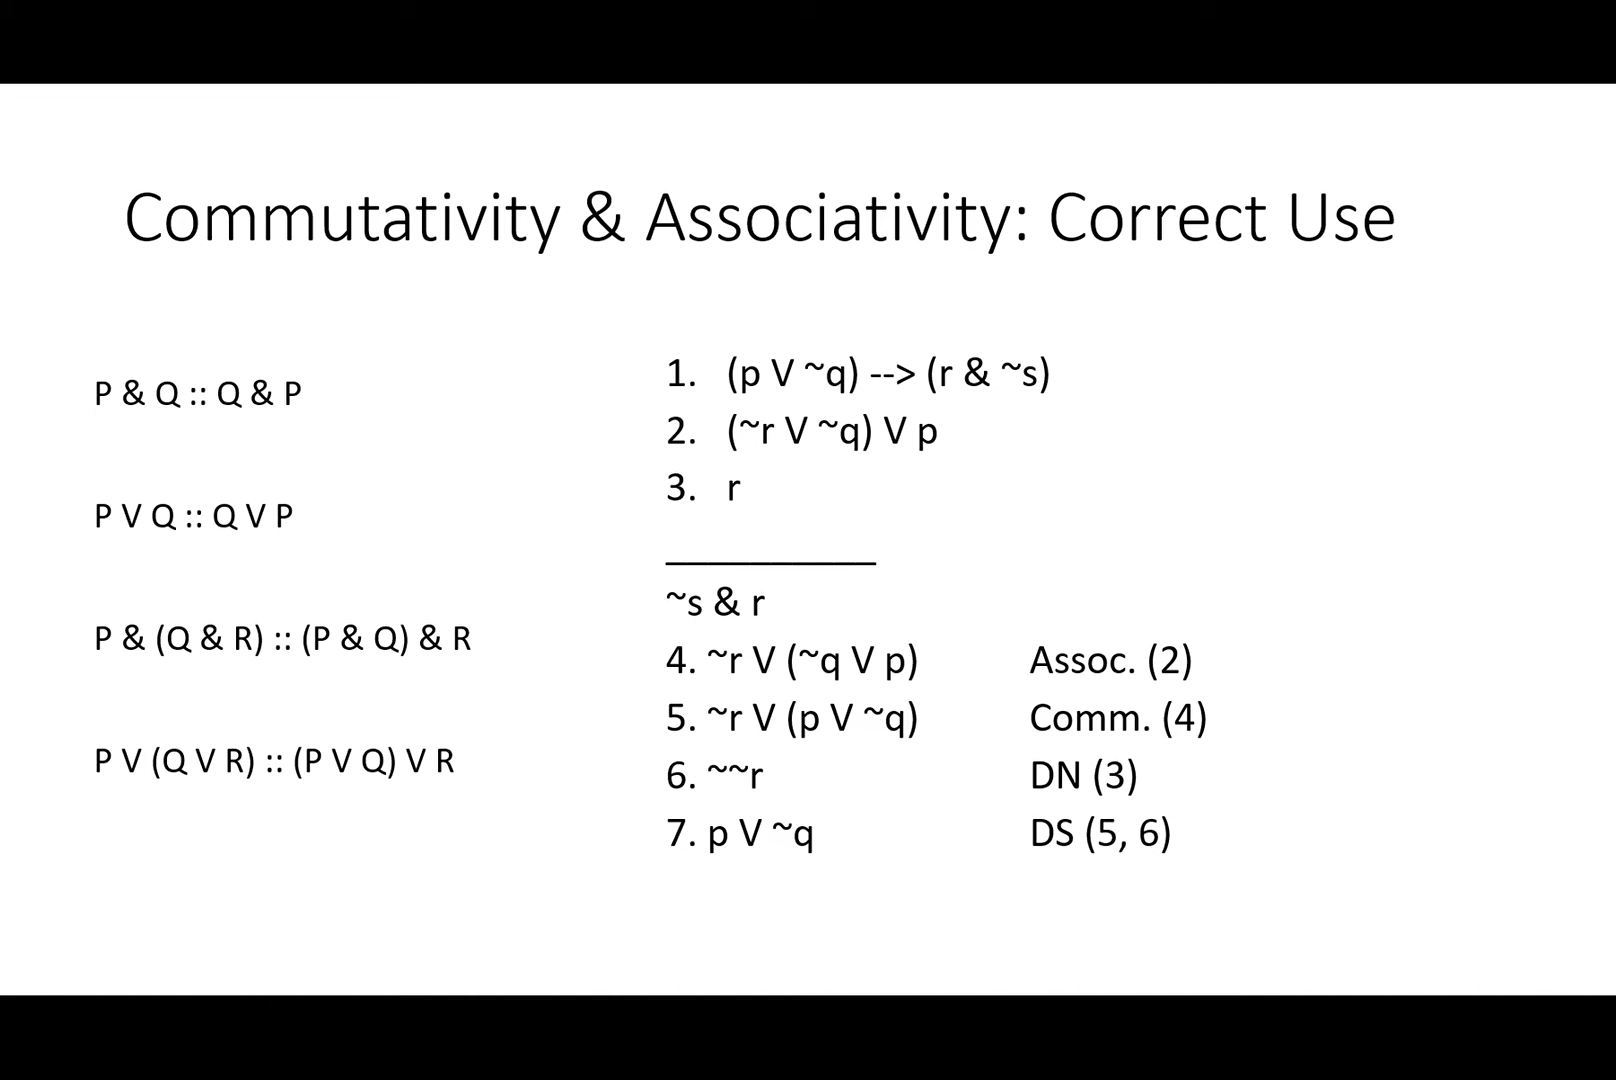 Commutativity & Associativity: Correct Use
P & Q :: Q & P
P V Q :: Q V P
P & (Q & R) :: (P & Q) & R
P V (Q V R) :: (P V Q) V R
1. (p V ~q) --> (r & ~s)
2. (~r V ~q) V p
3. r
__________
~s & r
4. ~r V (~q V p) Assoc. (2)
5. ~r V (p V ~q) Comm. (4)
6. ~~r DN (3)
7. p V ~q DS (5, 6)